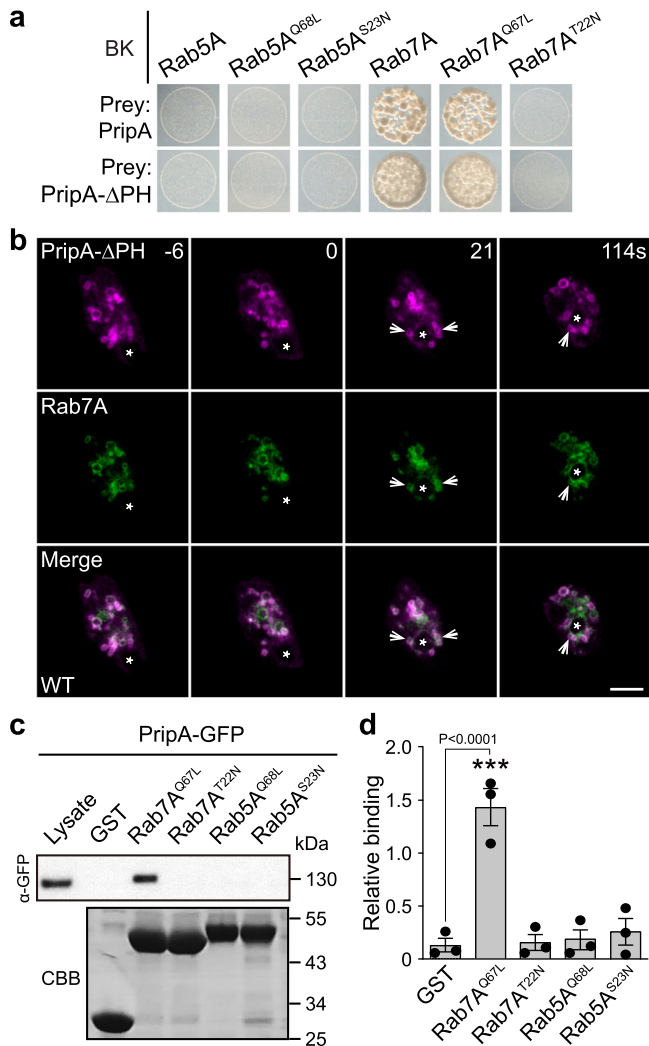 a
BK
Rab5A
Rab5A^Q68L
Rab5A^S23N
Rab7A
Rab7A^Q67L
Rab7A^T22N
Prey:
PripA
Prey:
PripA-ΔPH
b
PripA-ΔPH -6
0
21
114s
*
*
*
*
Rab7A
*
*
*
*
Merge
*
*
*
*
WT
c
PripA-GFP
Lysate
GST
Rab7A^Q67L
Rab7A^T22N
Rab5A^Q68L
Rab5A^S23N
kDa
α-GFP
130
CBB
55
43
34
25
d
P<0.0001
***
Relative binding
2.0
1.5
1.0
0.5
0
GST
Rab7A^Q67L
Rab7A^T22N
Rab5A^Q68L
Rab5A^S23N